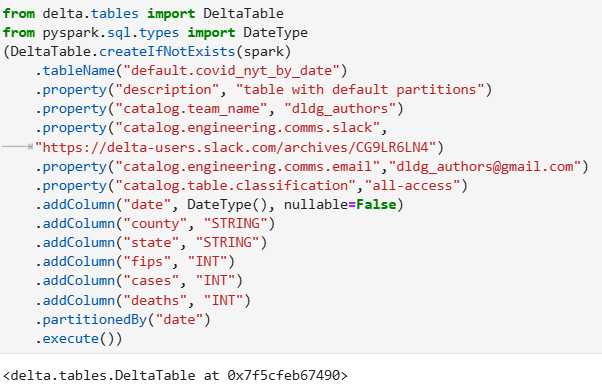 from delta.tables import DeltaTable
from pyspark.sql.types import DateType
(DeltaTable.createIfNotExists(spark)
    .tableName("default.covid_nyt_by_date")
    .property("description", "table with default partitions")
    .property("catalog.team_name", "dldg_authors")
    .property("catalog.engineering.comms.slack",
    "https://delta-users.slack.com/archives/CG9LR6LN4")
    .property("catalog.engineering.comms.email","dldg_authors@gmail.com")
    .property("catalog.table.classification","all-access")
    .addColumn("date", DateType(), nullable=False)
    .addColumn("county", "STRING")
    .addColumn("state", "STRING")
    .addColumn("fips", "INT")
    .addColumn("cases", "INT")
    .addColumn("deaths", "INT")
    .partitionedBy("date")
    .execute())
<delta.tables.DeltaTable at 0x7f5cfeb67490>